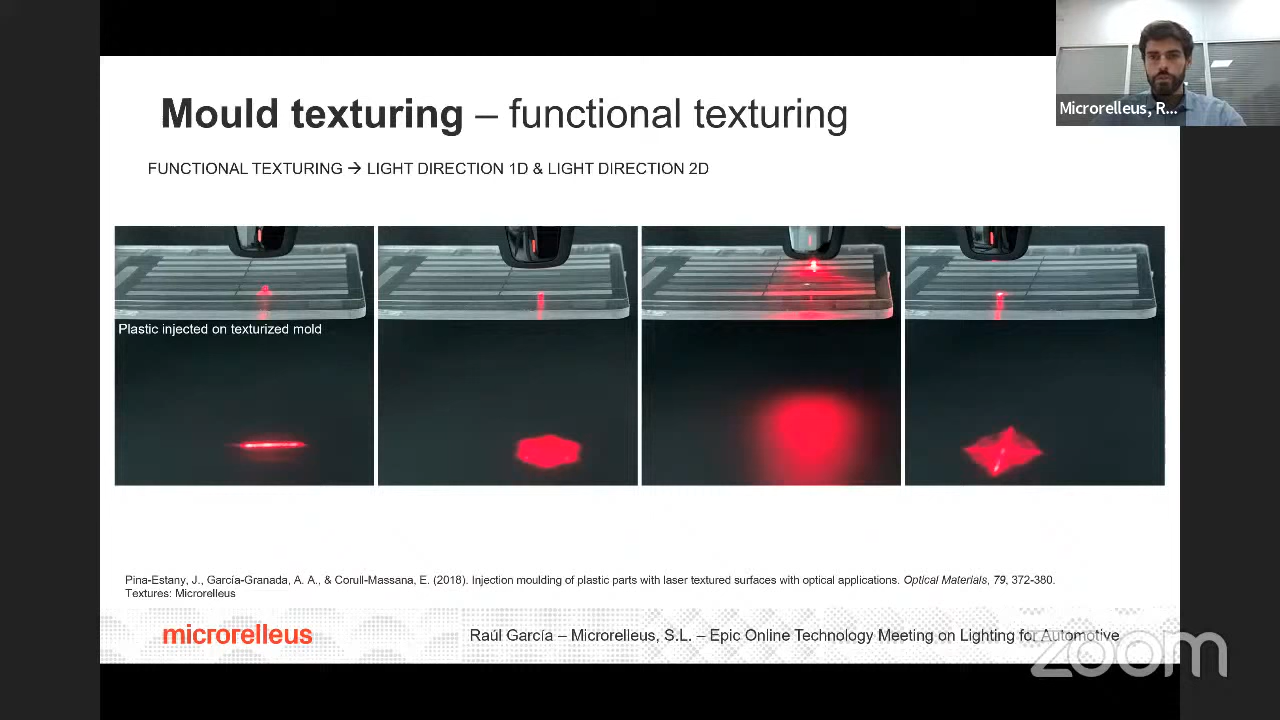 Mould texturing – functional texturing
Microrelleus, R...
FUNCTIONAL TEXTURING → LIGHT DIRECTION 1D & LIGHT DIRECTION 2D
Plastic injected on texturized mold
Pina-Estany, J., García-Granada, A. A., & Corull-Massana, E. (2018). Injection moulding of plastic parts with laser textured surfaces with optical applications. Optical Materials, 79, 372-380.
Textures: Microrelleus
microrelleus
Raúl García – Microrelleus, S.L. – Epic Online Technology Meeting on Lighting for Automotive
zoom